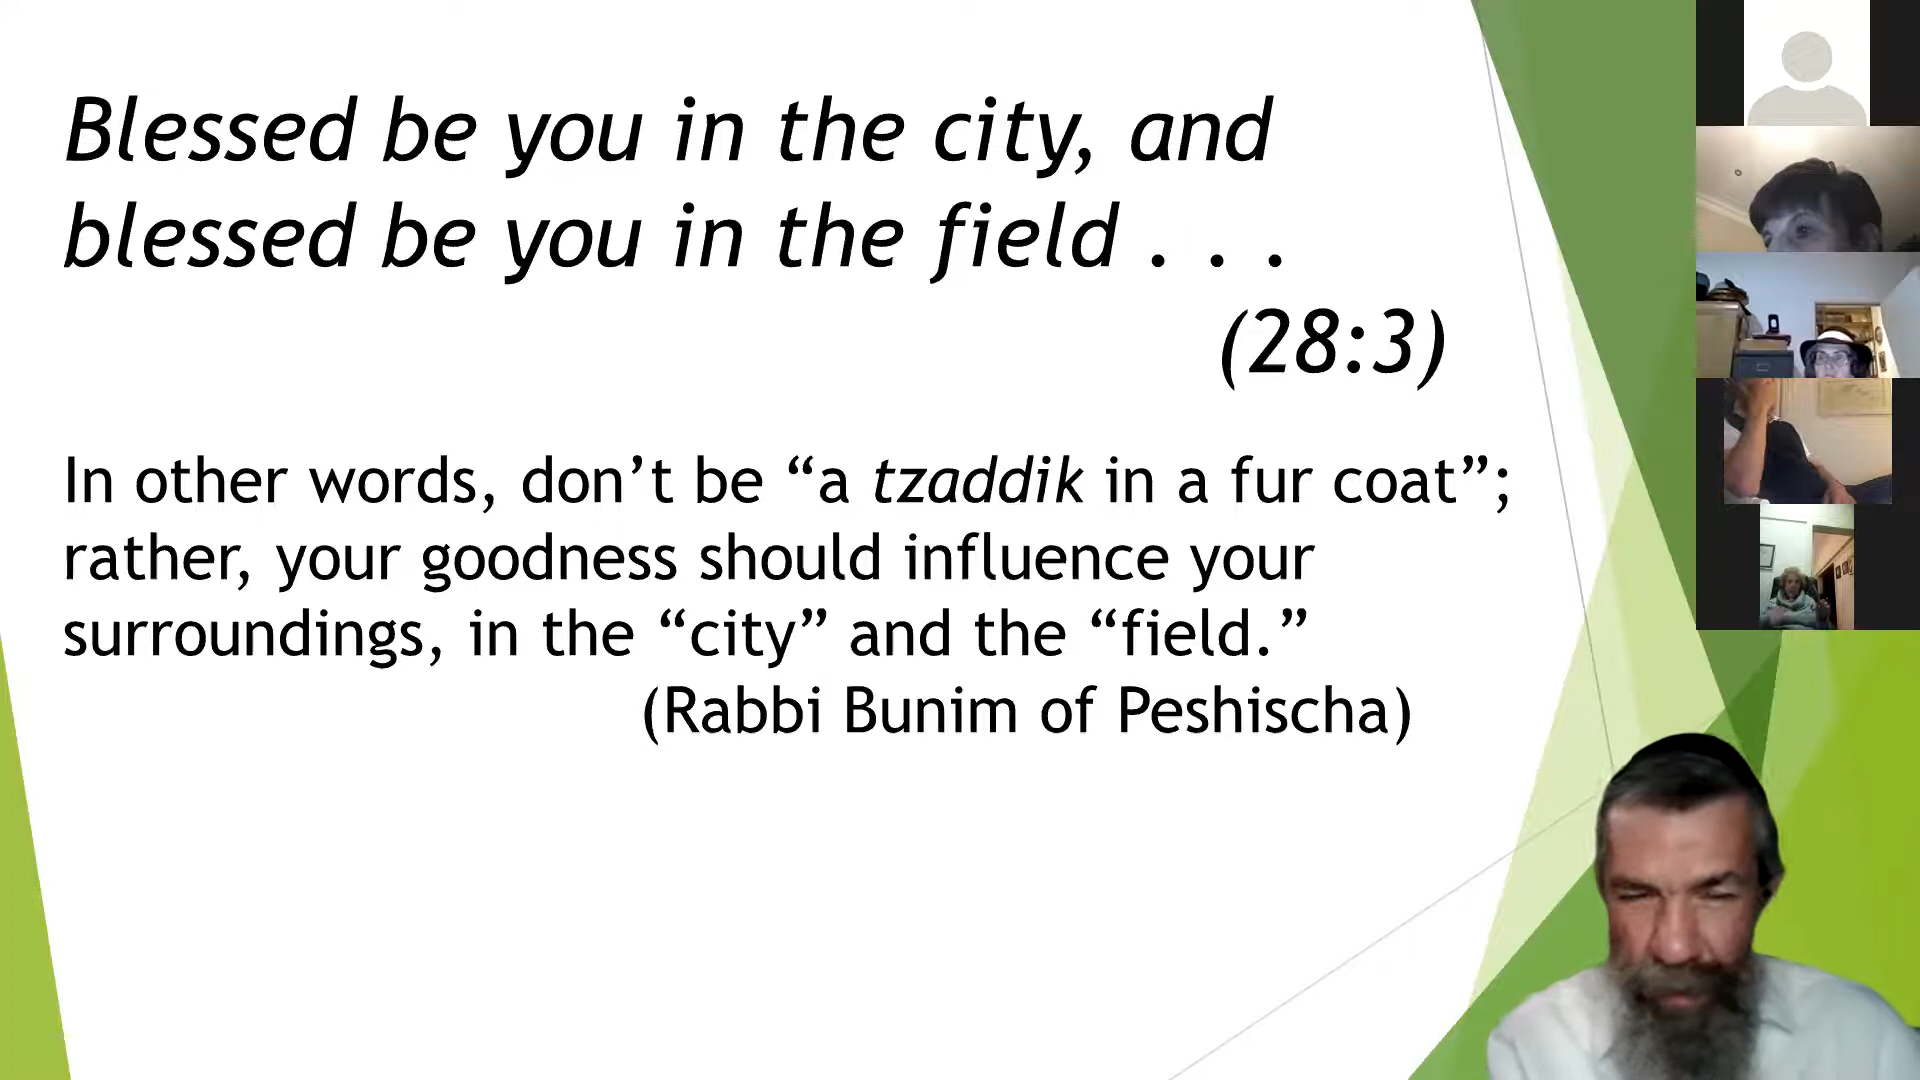 Blessed be you in the city, and
blessed be you in the field . . .
(28:3)
In other words, don’t be “a tzaddik in a fur coat”;
rather, your goodness should influence your
surroundings, in the “city” and the “field.”
(Rabbi Bunim of Peshischa)